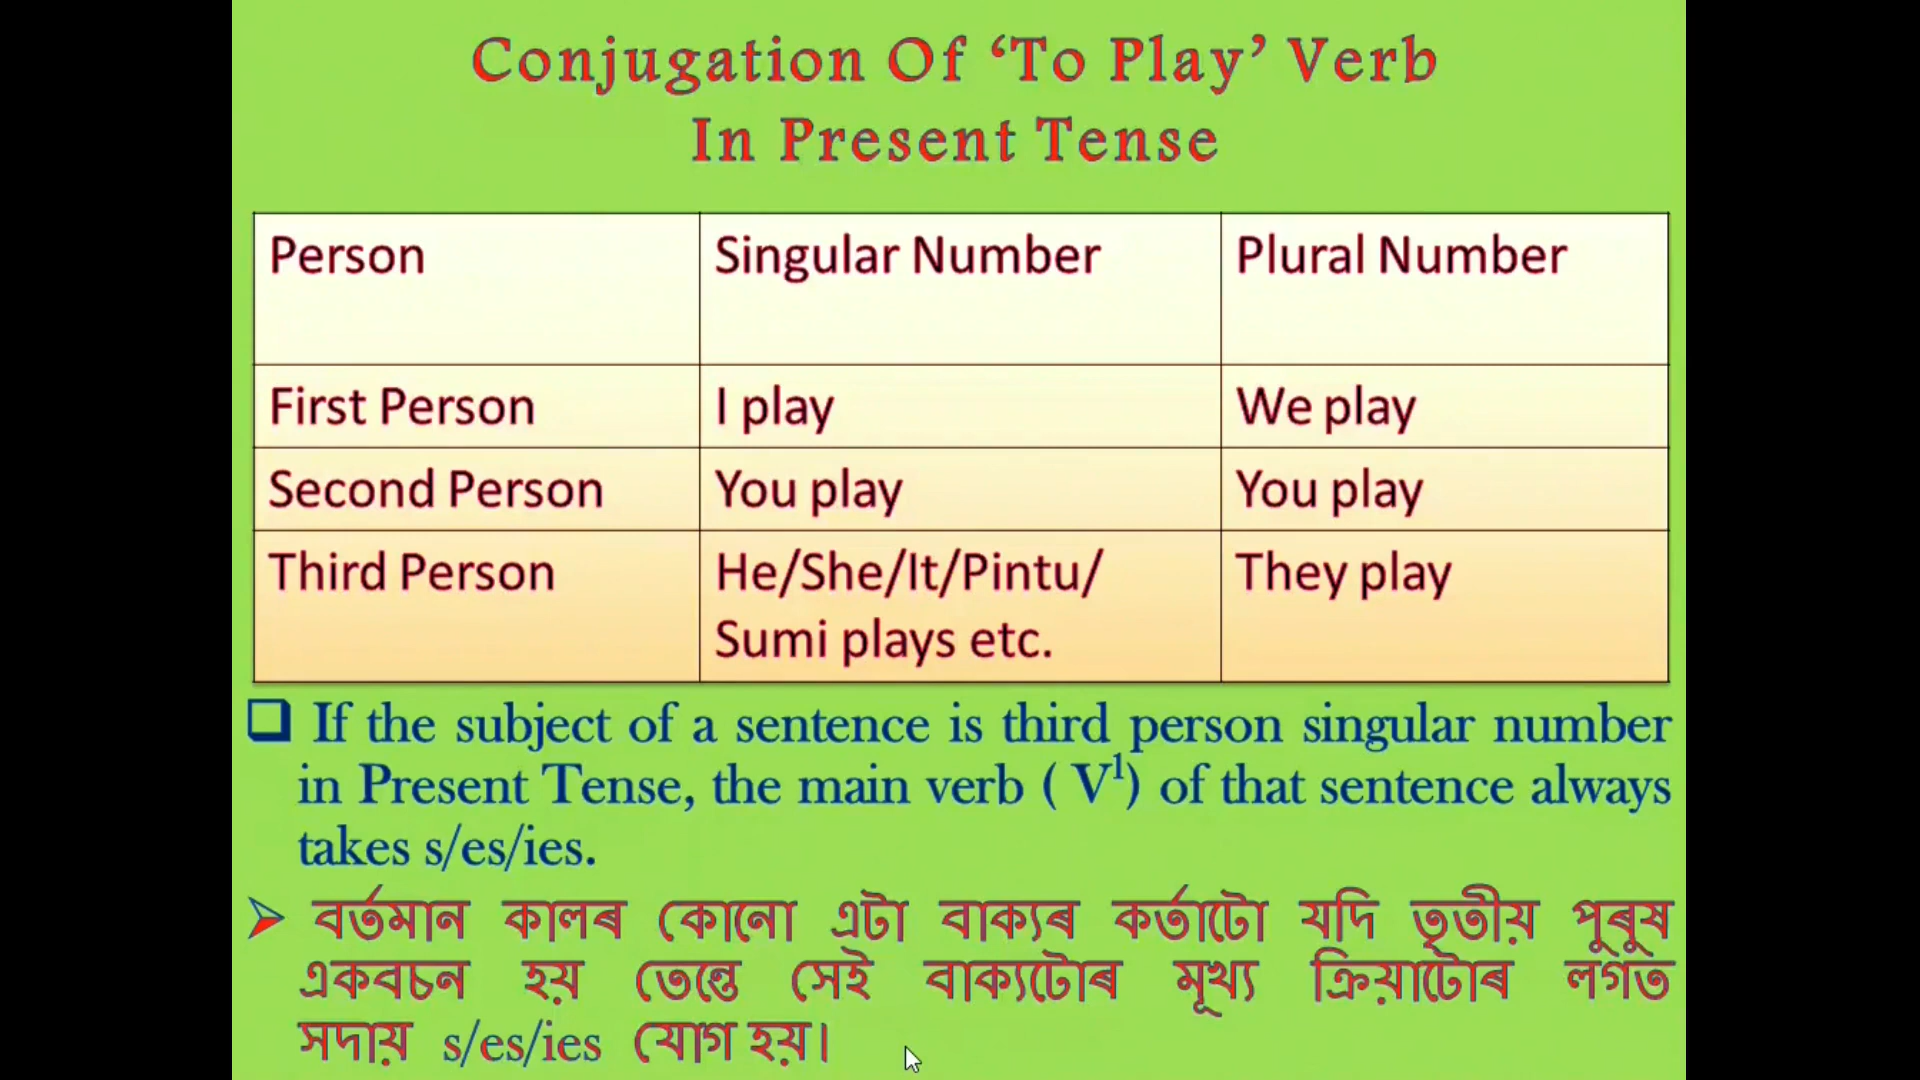 Conjugation Of ‘To Play’ Verb
In Present Tense
Person Singular Number Plural Number
First Person I play We play
Second Person You play You play
Third Person He/She/It/Pintu/ They play
Sumi plays etc.
❑ If the subject of a sentence is third person singular number
in Present Tense, the main verb ( V¹) of that sentence always
takes s/es/ies.
➢ বৰ্তমান কালৰ কোনো এটা বাক্যৰ কৰ্তাটো যদি তৃতীয় পুৰুষ
একবচন হয় তেন্তে সেই বাক্যটোৰ মূখ্য ক্ৰিয়াটোৰ লগত
সদায় s/es/ies যোগ হয়।